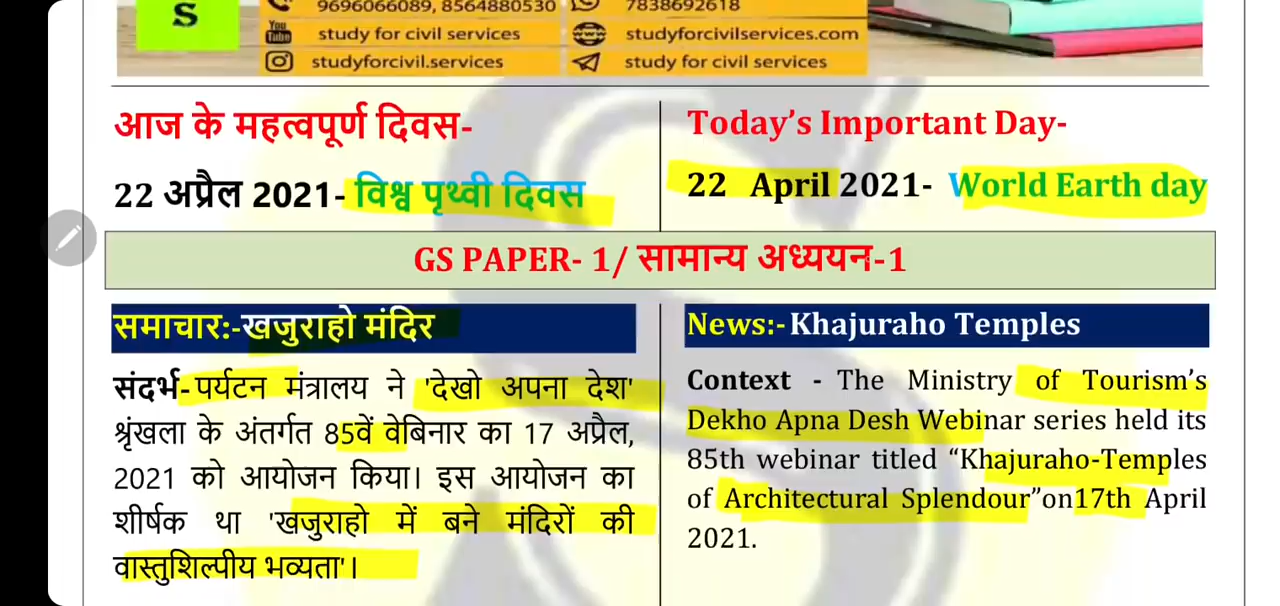 S
9696066089, 8564880530
7838692618
You
Tube
study for civil services
www
studyforcivilservices.com
studyforcivil.services
study for civil services
आज के महत्वपूर्ण दिवस-
22 अप्रैल 2021- विश्व पृथ्वी दिवस
Today’s Important Day-
22 April 2021- World Earth day
GS PAPER- 1/ सामान्य अध्ययन-1
समाचार:-खजुराहो मंदिर
संदर्भ- पर्यटन मंत्रालय ने 'देखो अपना देश'
श्रृंखला के अंतर्गत 85वें वेबिनार का 17 अप्रैल,
2021 को आयोजन किया। इस आयोजन का
शीर्षक था 'खजुराहो में बने मंदिरों की
वास्तुशिल्पीय भव्यता'।
News:- Khajuraho Temples
Context - The Ministry of Tourism’s
Dekho Apna Desh Webinar series held its
85th webinar titled “Khajuraho-Temples
of Architectural Splendour”on17th April
2021.